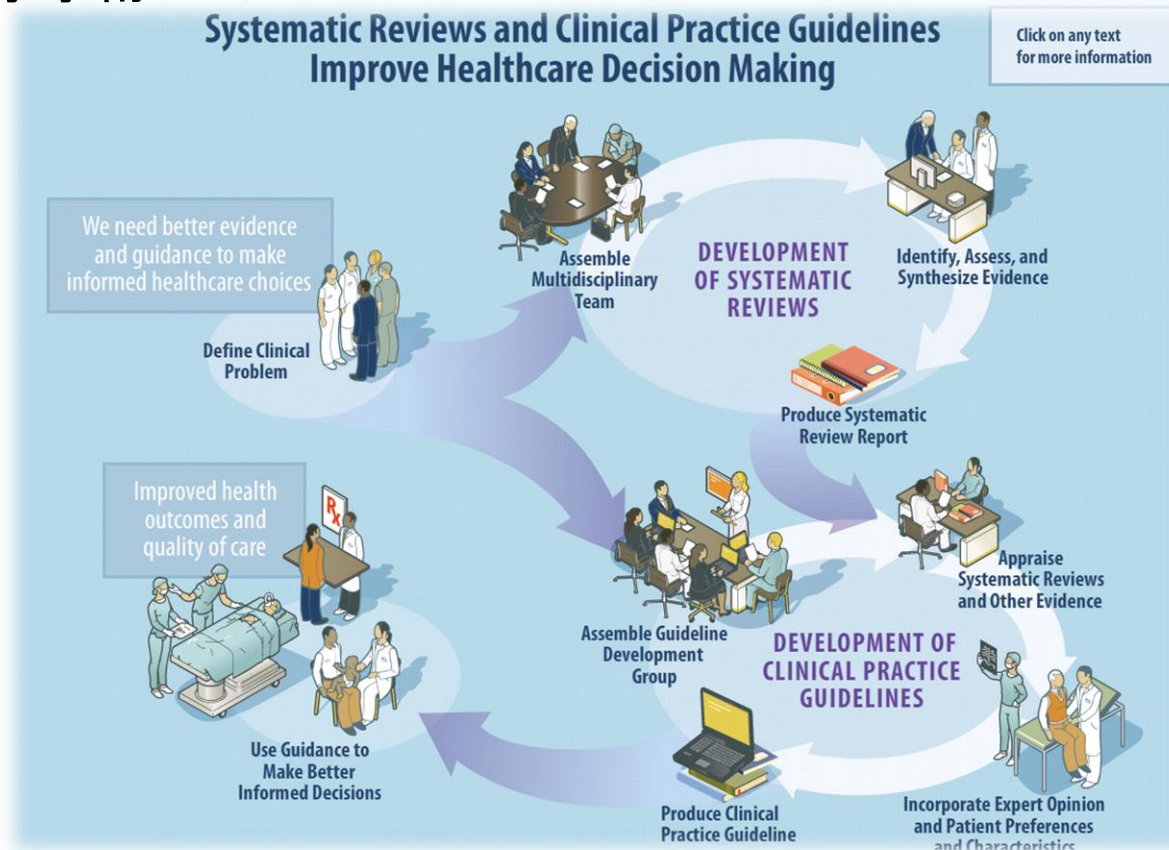 Systematic Reviews and Clinical Practice Guidelines
Improve Healthcare Decision Making
Click on any text
for more information
We need better evidence
and guidance to make
informed healthcare choices
Define Clinical
Problem
Assemble
Multidisciplinary
Team
DEVELOPMENT
OF SYSTEMATIC
REVIEWS
Identify, Assess, and
Synthesize Evidence
Produce Systematic
Review Report
Improved health
outcomes and
quality of care
Rx
Appraise
Systematic Reviews
and Other Evidence
Assemble Guideline
Development
Group
DEVELOPMENT OF
CLINICAL PRACTICE
GUIDELINES
Use Guidance to
Make Better
Informed Decisions
Produce Clinical
Practice Guideline
Incorporate Expert Opinion
and Patient Preferences
and Characteristics